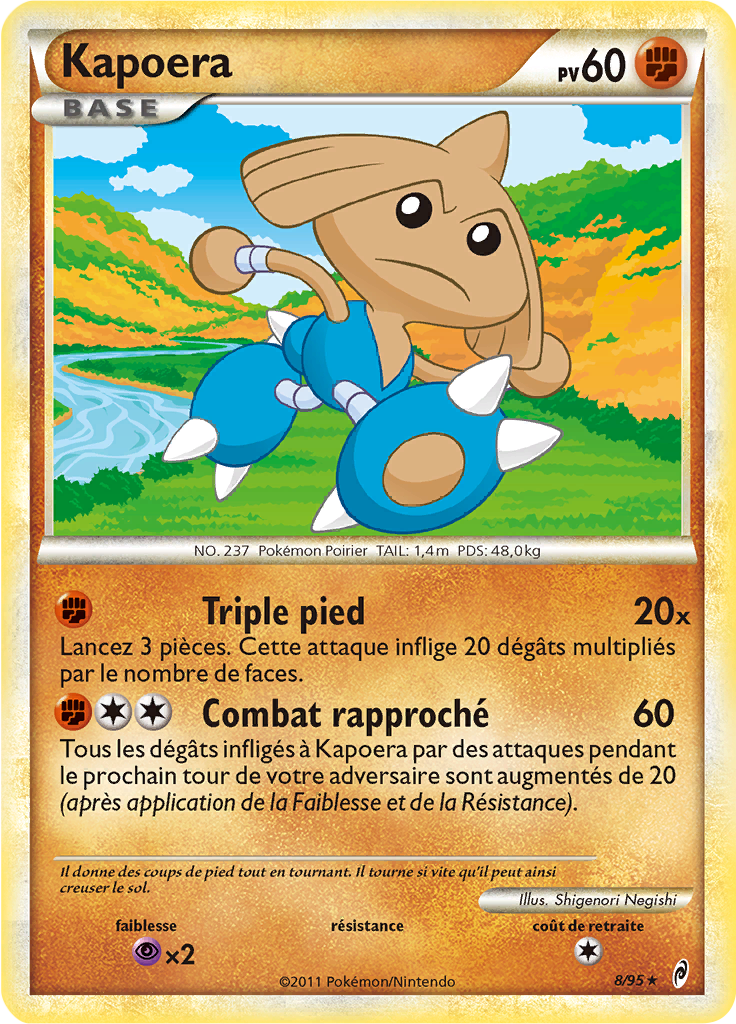 Kapoera
PV60
BASE
NO. 237 Pokémon Poirier TAIL: 1,4m PDS: 48,0kg
Triple pied 20x
Lancez 3 pièces. Cette attaque inflige 20 dégâts multipliés
par le nombre de faces.
Combat rapproché 60
Tous les dégâts infligés à Kapoera par des attaques pendant
le prochain tour de votre adversaire sont augmentés de 20
(après application de la Faiblesse et de la Résistance).
Il donne des coups de pied tout en tournant. Il tourne si vite qu'il peut ainsi
creuser le sol.
Illus. Shigenori Negishi
faiblesse résistance coût de retraite
×2
©2011 Pokémon/Nintendo 8/95 ★